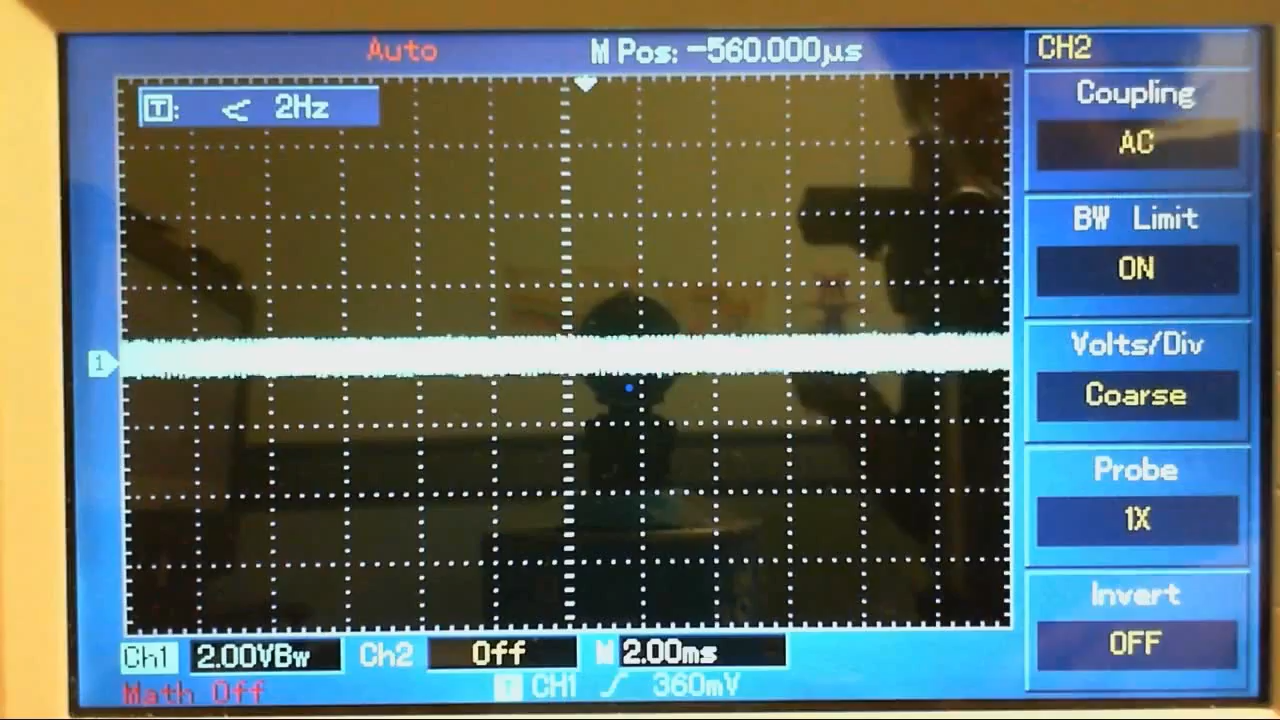 Auto M Pos: -560.000µs CH2
T: < 2Hz
Coupling
AC
BW Limit
ON
1
Volts/Div
Coarse
Probe
1X
Invert
OFF
Ch1 2.00VBw Ch2 Off M 2.00ms
Math Off T CH1 360mV